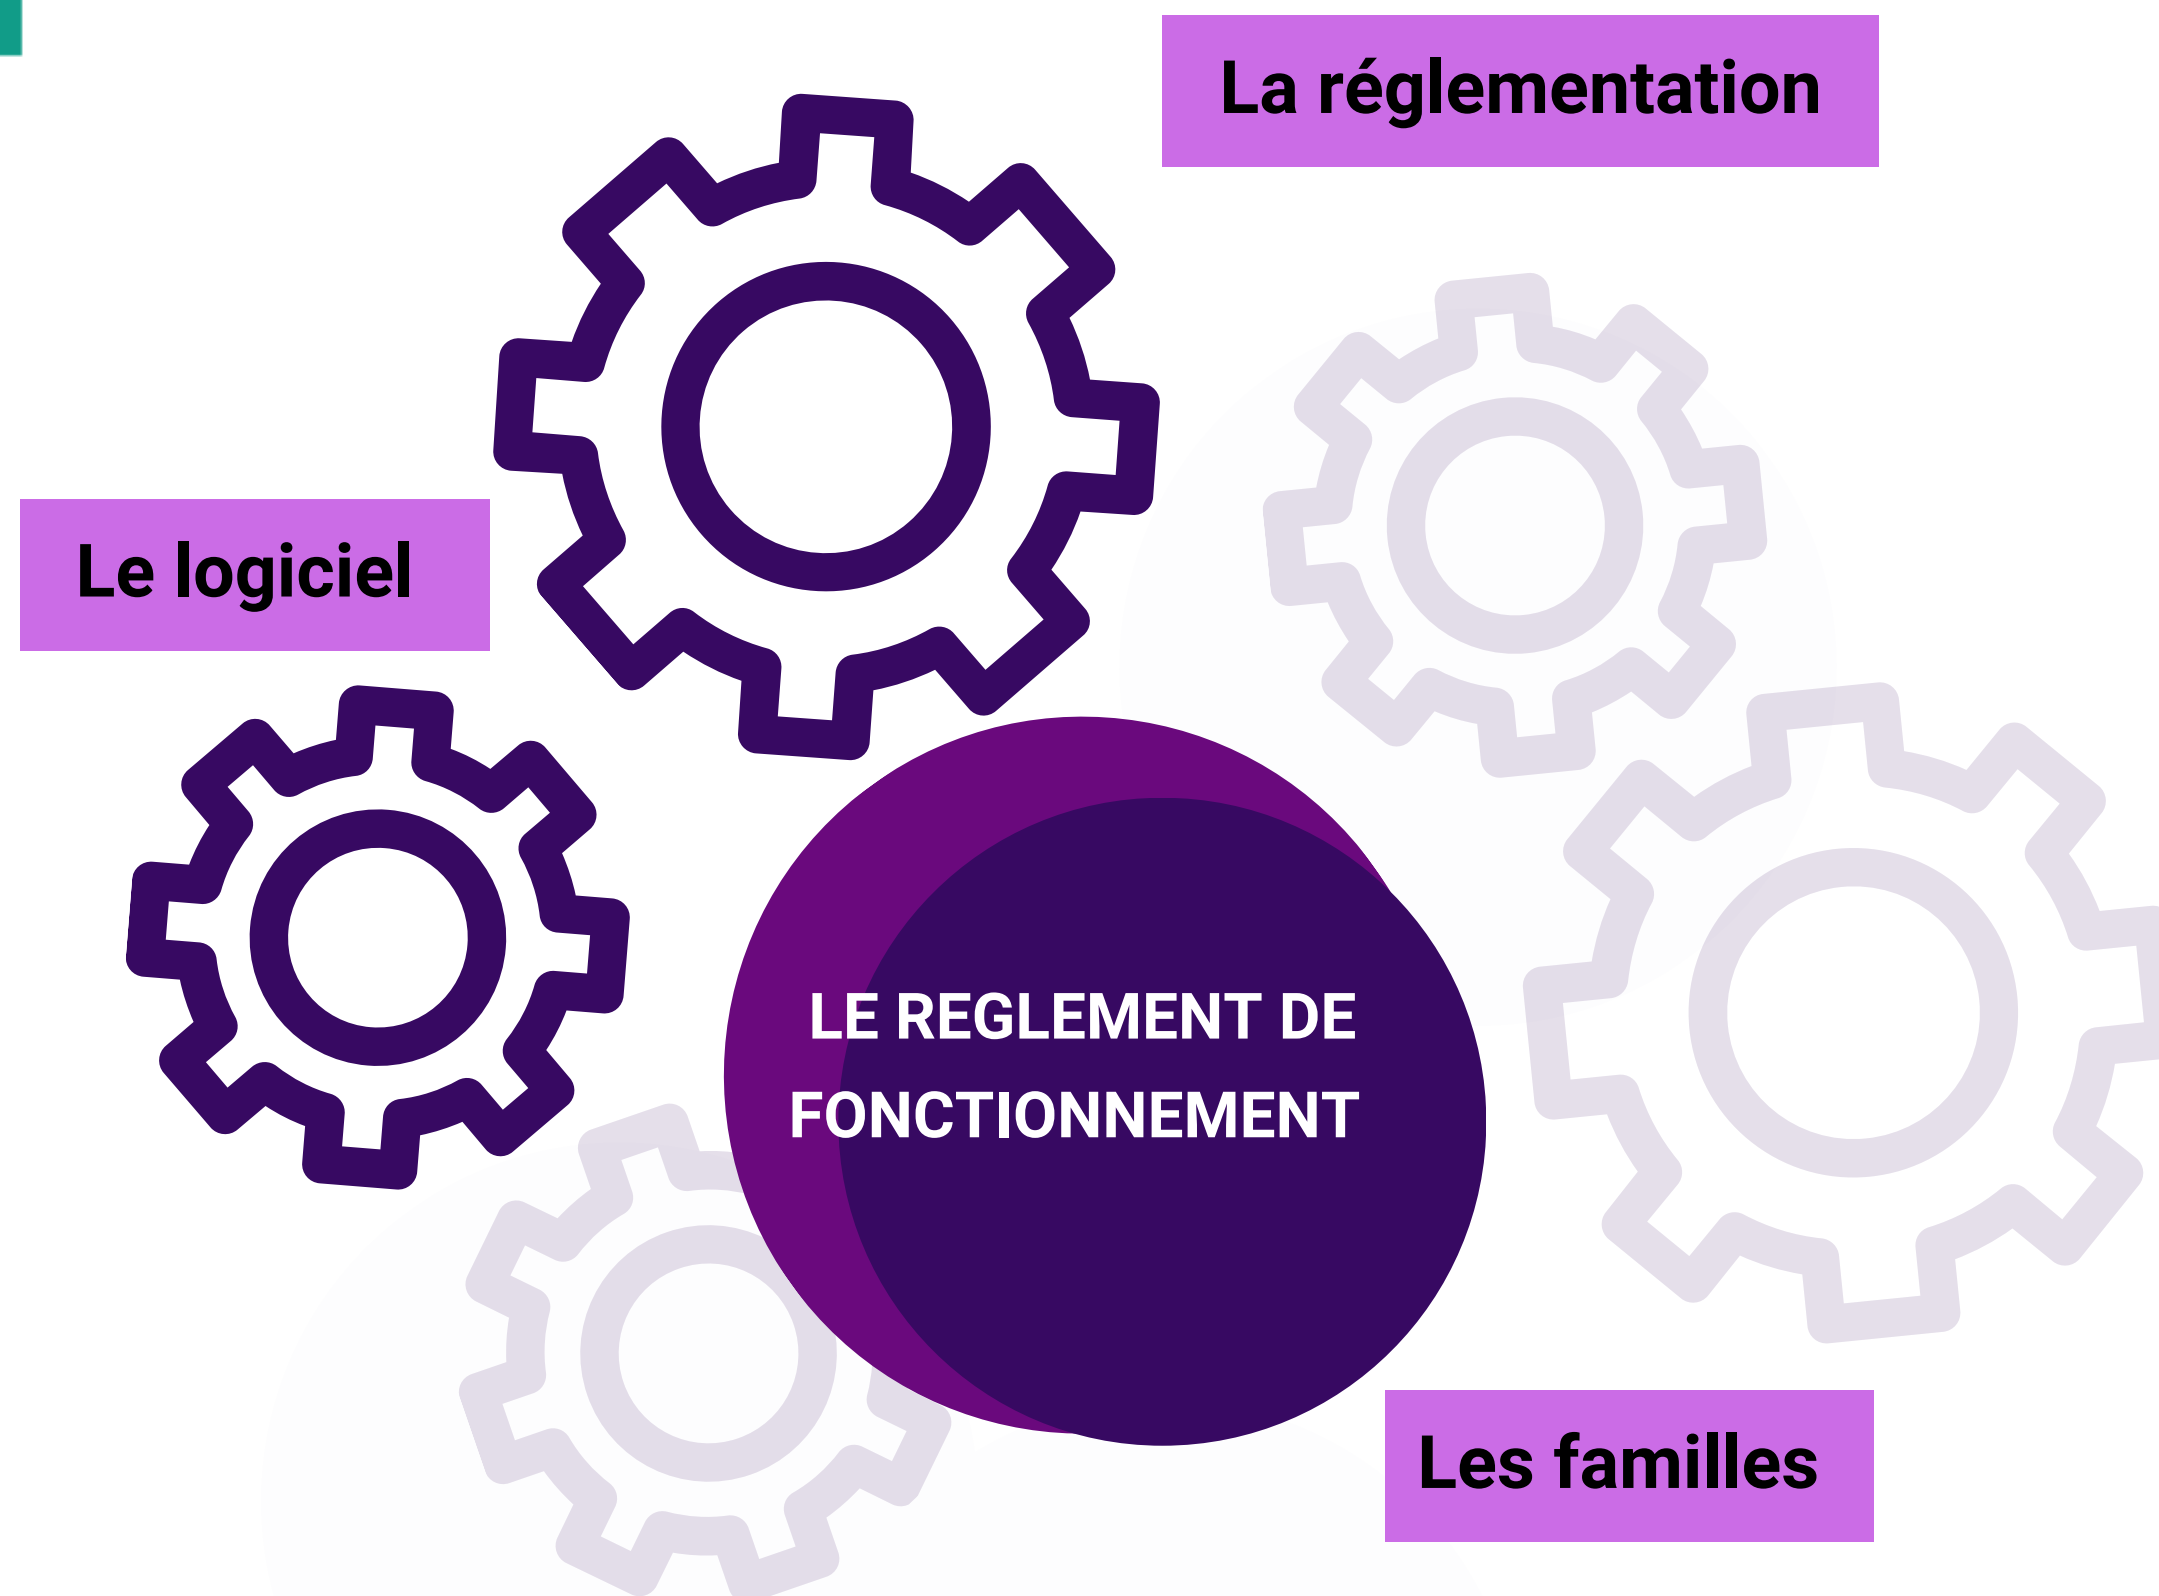 La réglementation
Le logiciel
LE REGLEMENT DE
FONCTIONNEMENT
Les familles